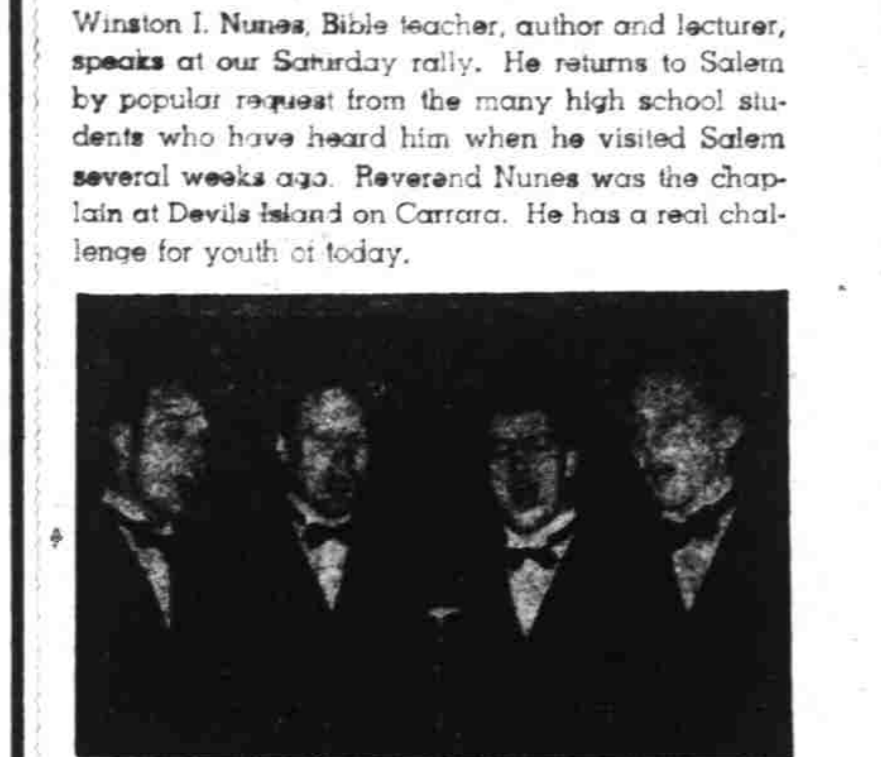 Winston I. Nunes, Bible teacher, author and lecturer,
speaks at our Saturday rally. He returns to Salem
by popular request from the many high school stu-
dents who have heard him when he visited Salem
several weeks ago. Reverend Nunes was the chap-
lain at Devils Island on Carrara. He has a real chal-
lenge for youth of today.